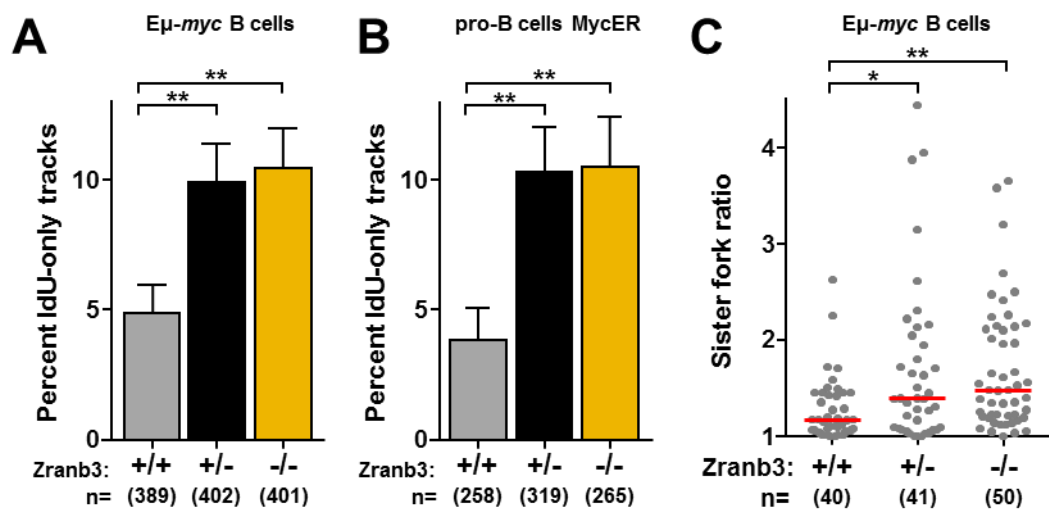 A
Eµ-myc B cells
Percent IdU-only tracks
**
**
10
5
0
Zranb3: +/+ +/- -/-
n= (389) (402) (401)
B
pro-B cells MycER
Percent IdU-only tracks
**
**
10
5
0
+/+ +/- -/-
(258) (319) (265)
C
Eµ-myc B cells
Sister fork ratio
**
*
4
3
2
1
Zranb3: +/+ +/- -/-
n= (40) (41) (50)